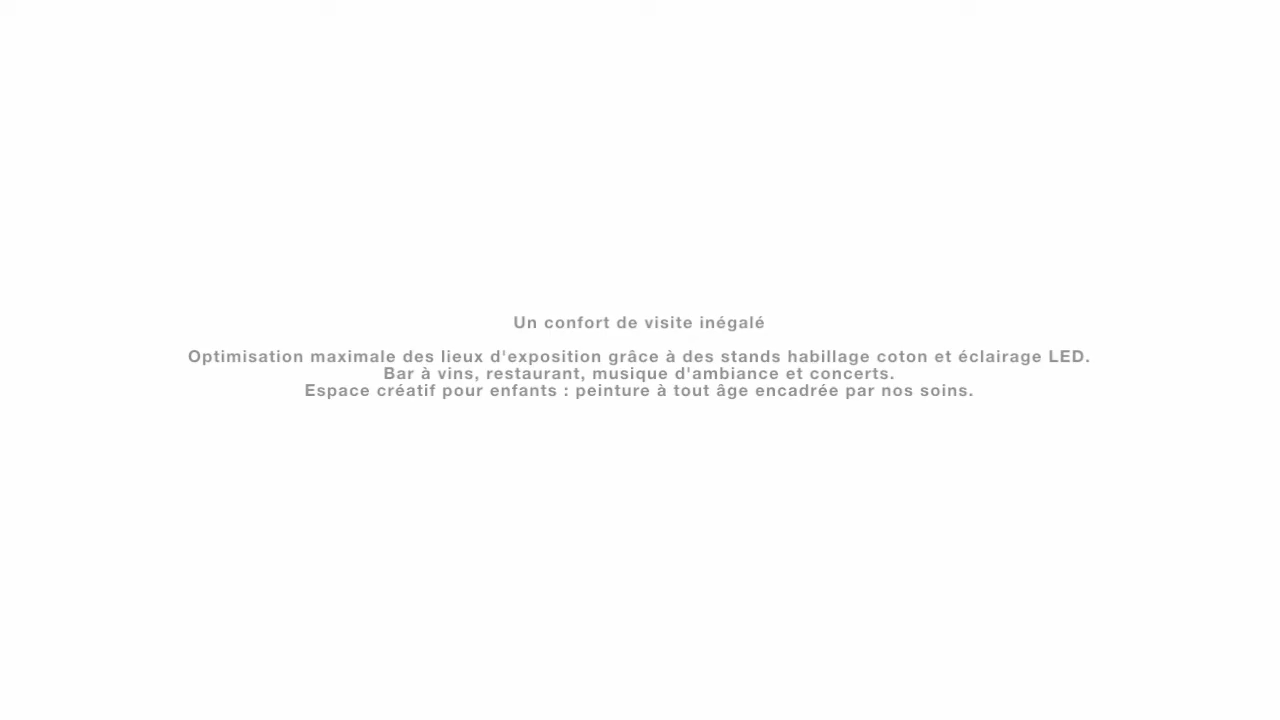 Un confort de visite inégalé
Optimisation maximale des lieux d'exposition grâce à des stands habillage coton et éclairage LED.
Bar à vins, restaurant, musique d'ambiance et concerts.
Espace créatif pour enfants : peinture à tout âge encadrée par nos soins.